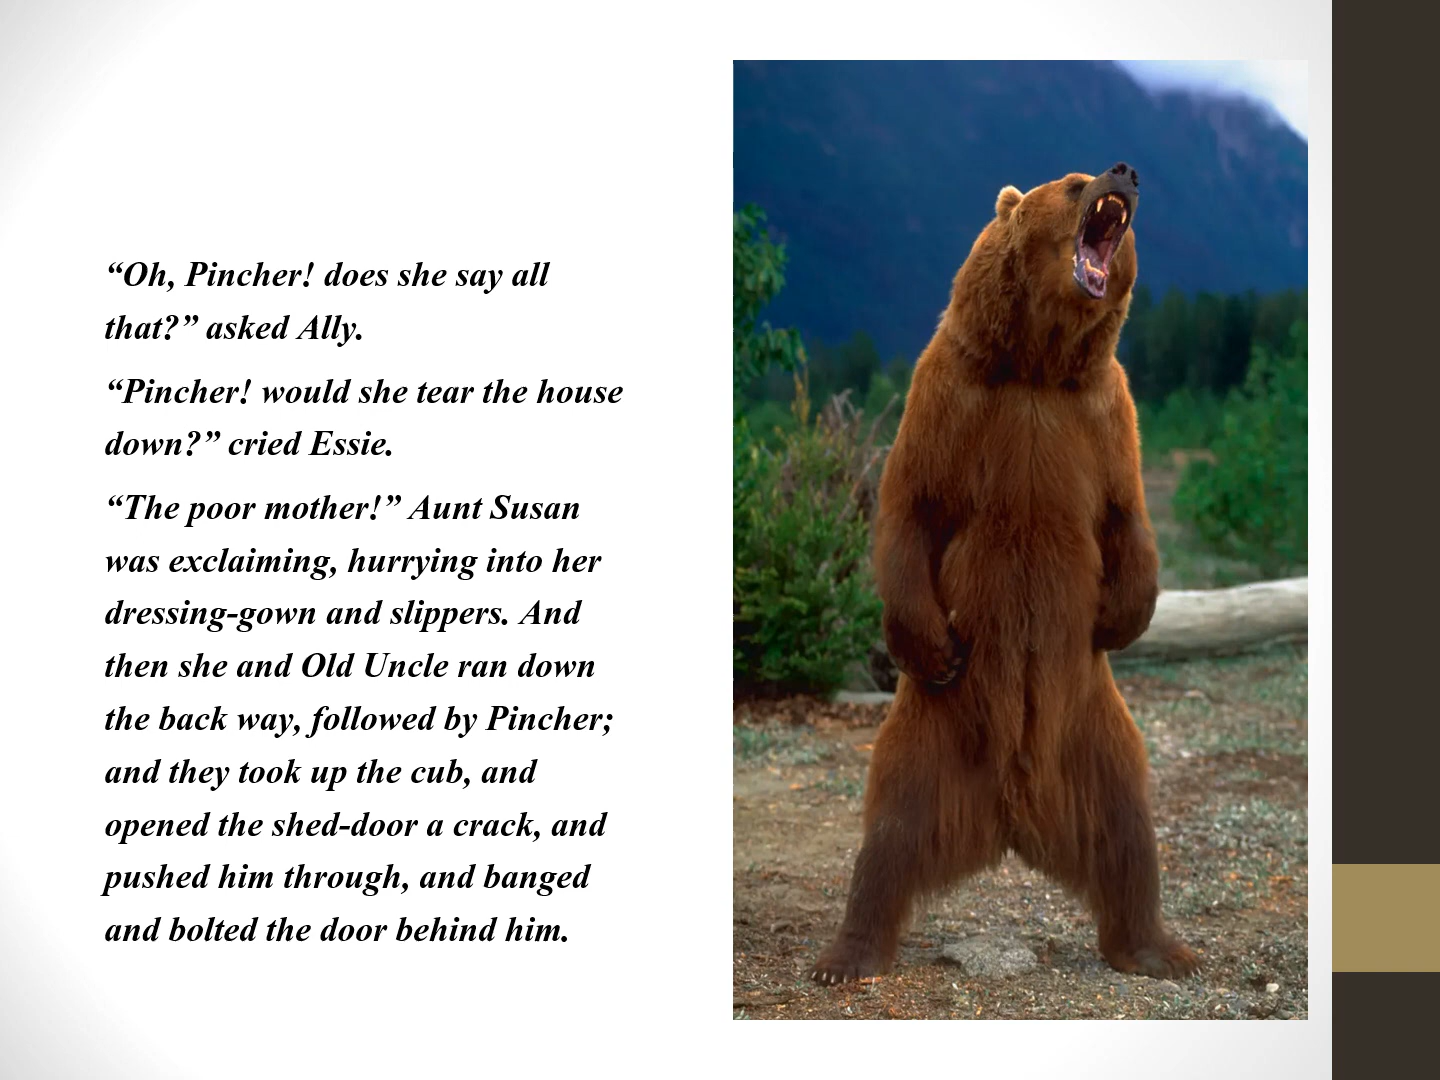 “Oh, Pincher! does she say all
that?” asked Ally.
“Pincher! would she tear the house
down?” cried Essie.
“The poor mother!” Aunt Susan
was exclaiming, hurrying into her
dressing-gown and slippers. And
then she and Old Uncle ran down
the back way, followed by Pincher;
and they took up the cub, and
opened the shed-door a crack, and
pushed him through, and banged
and bolted the door behind him.